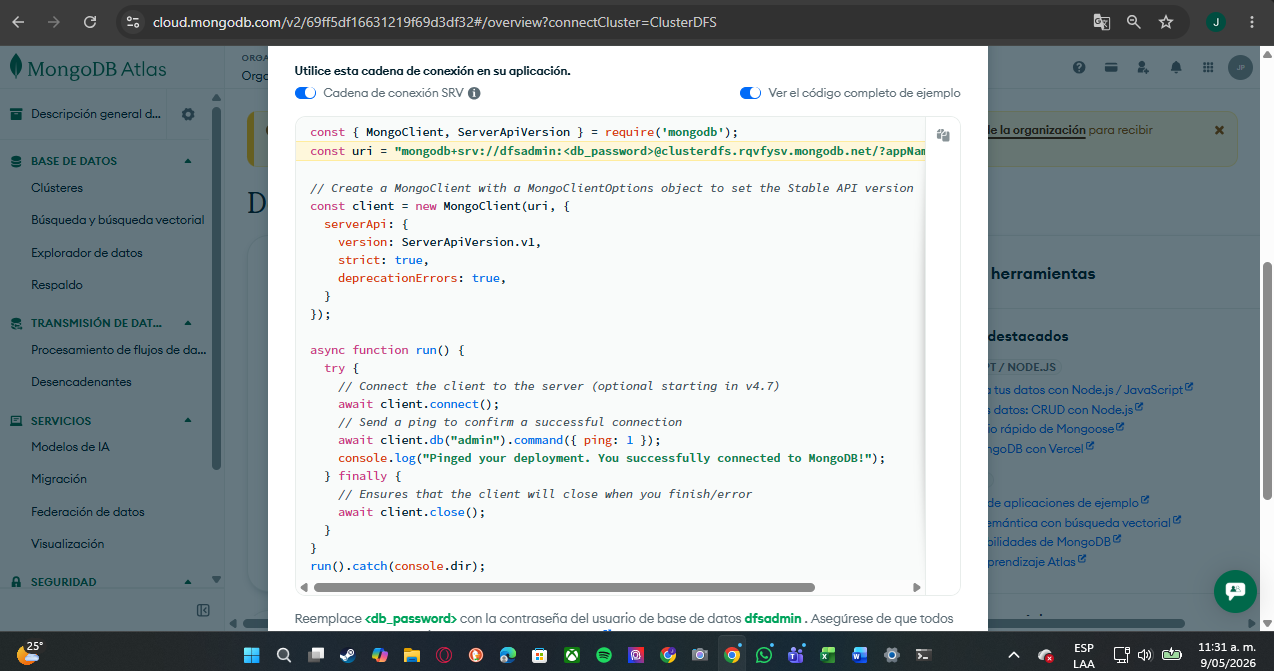 cloud.mongodb.com/v2/69ff5df16631219f69d3df32#/overview?connectCluster=ClusterDFS
J
MongoDB Atlas
ORGA
Orga
JP
Descripción general d...
BASE DE DATOS
Clústeres
Búsqueda y búsqueda vectorial
Explorador de datos
Respaldo
TRANSMISIÓN DE DAT...
Procesamiento de flujos de da...
Desencadenantes
SERVICIOS
Modelos de IA
Migración
Federación de datos
Visualización
SEGURIDAD
D
Utilice esta cadena de conexión en su aplicación.
Cadena de conexión SRV
Ver el código completo de ejemplo
const { MongoClient, ServerApiVersion } = require('mongodb');
const uri = "mongodb+srv://dfsadmin:<db_password>@clusterdfs.rqvfysv.mongodb.net/?appNam
// Create a MongoClient with a MongoClientOptions object to set the Stable API version
const client = new MongoClient(uri, {
serverApi: {
version: ServerApiVersion.v1,
strict: true,
deprecationErrors: true,
}
});
async function run() {
try {
// Connect the client to the server (optional starting in v4.7)
await client.connect();
// Send a ping to confirm a successful connection
await client.db("admin").command({ ping: 1 });
console.log("Pinged your deployment. You successfully connected to MongoDB!");
} finally {
// Ensures that the client will close when you finish/error
await client.close();
}
}
run().catch(console.dir);
Reemplace <db_password> con la contraseña del usuario de base de datos dfsadmin . Asegúrese de que todos
de la organización para recibir
herramientas
destacados
PT / NODE.JS
a tus datos con Node.js / JavaScript
s datos: CRUD con Node.js
io rápido de Mongoose
ngoDB con Vercel
de aplicaciones de ejemplo
emántica con búsqueda vectorial
bilidades de MongoDB
prendizaje Atlas
25°
ESP
LAA
11:31 a. m.
9/05/2026